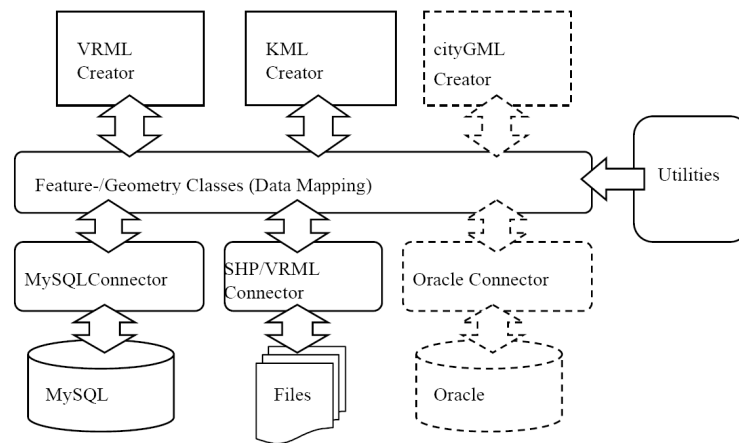 VRML
Creator
KML
Creator
cityGML
Creator
Feature-/Geometry Classes (Data Mapping)
Utilities
MySQLConnector
SHP/VRML
Connector
Oracle Connector
MySQL
Files
Oracle